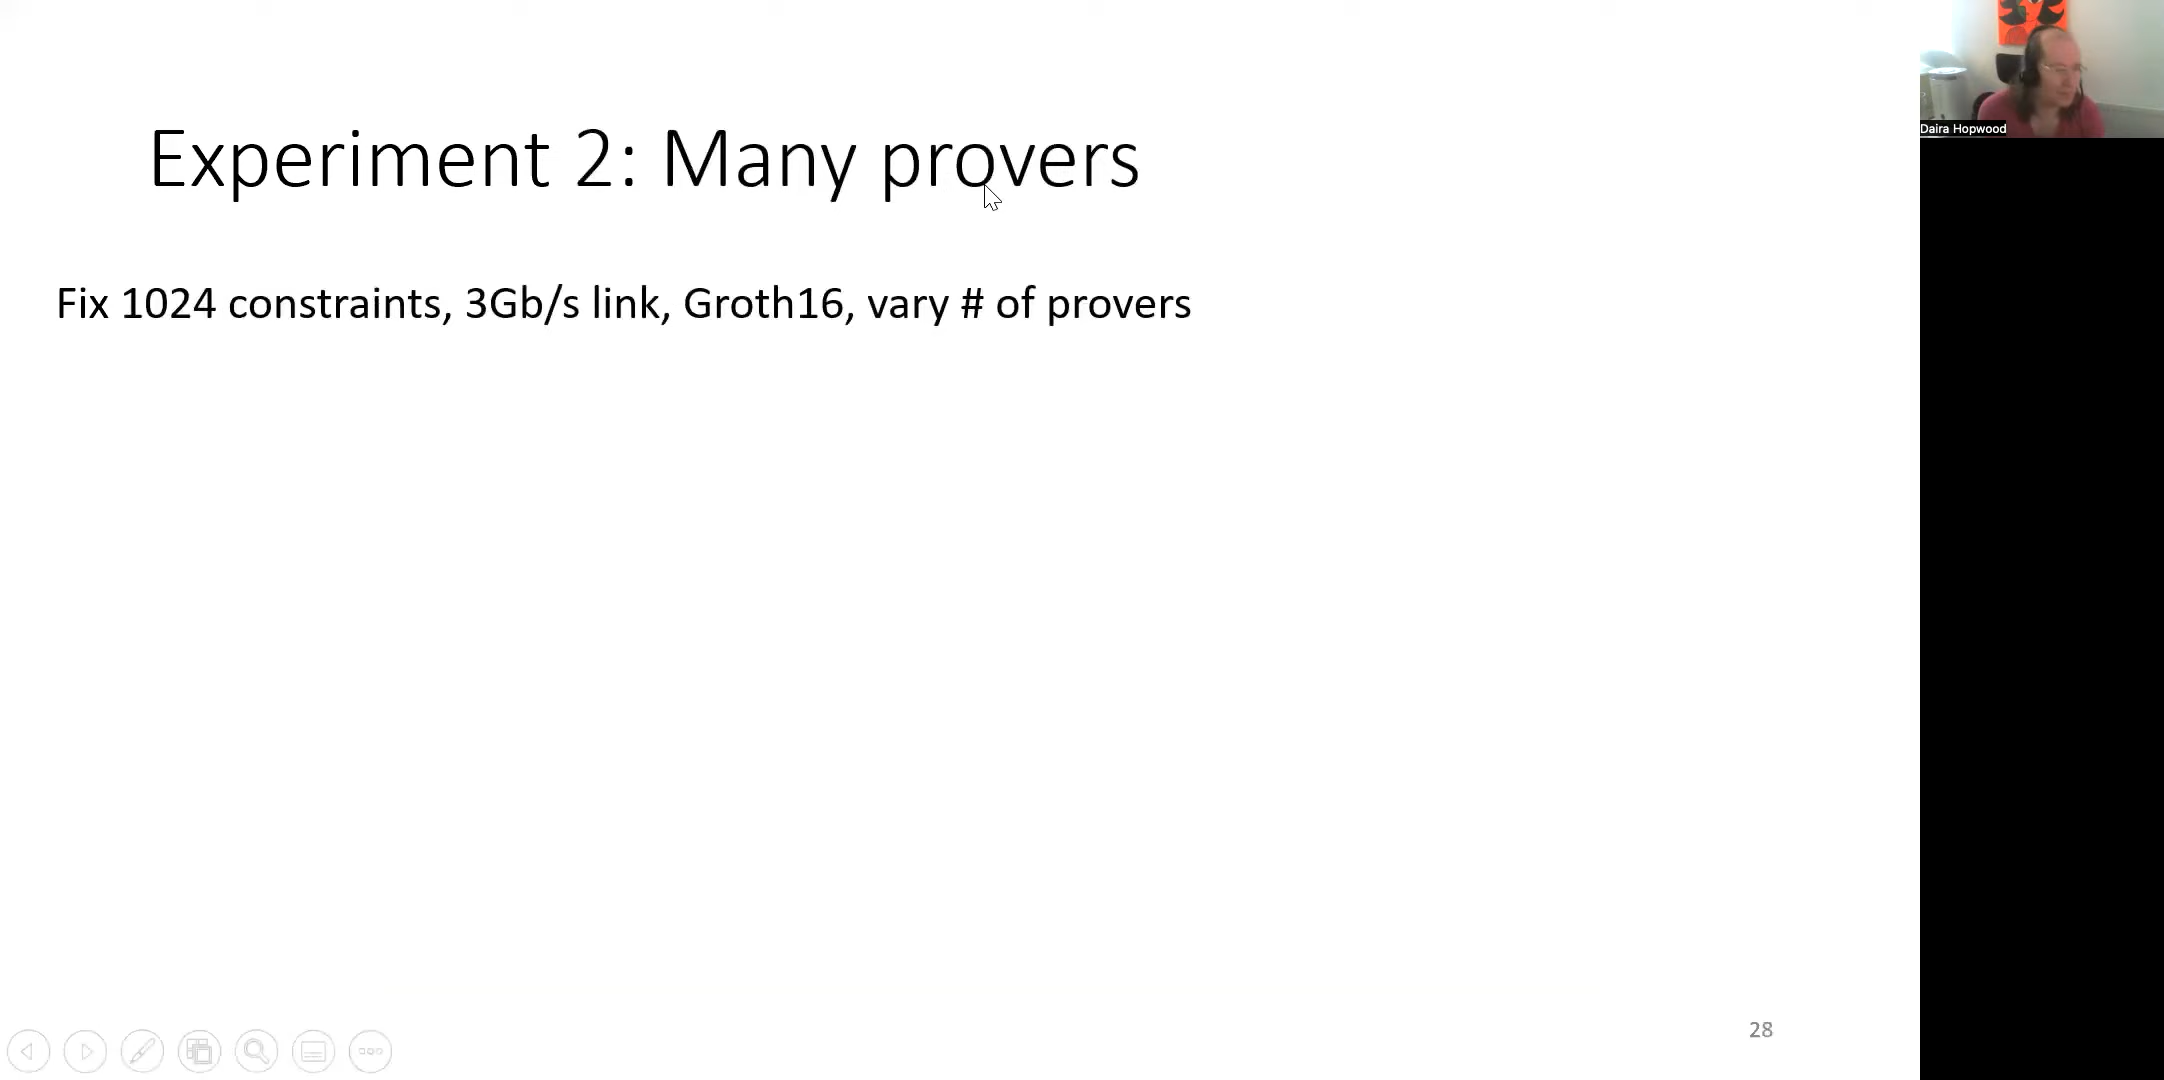 Experiment 2: Many provers
Fix 1024 constraints, 3Gb/s link, Groth16, vary # of provers
Daira Hopwood
28